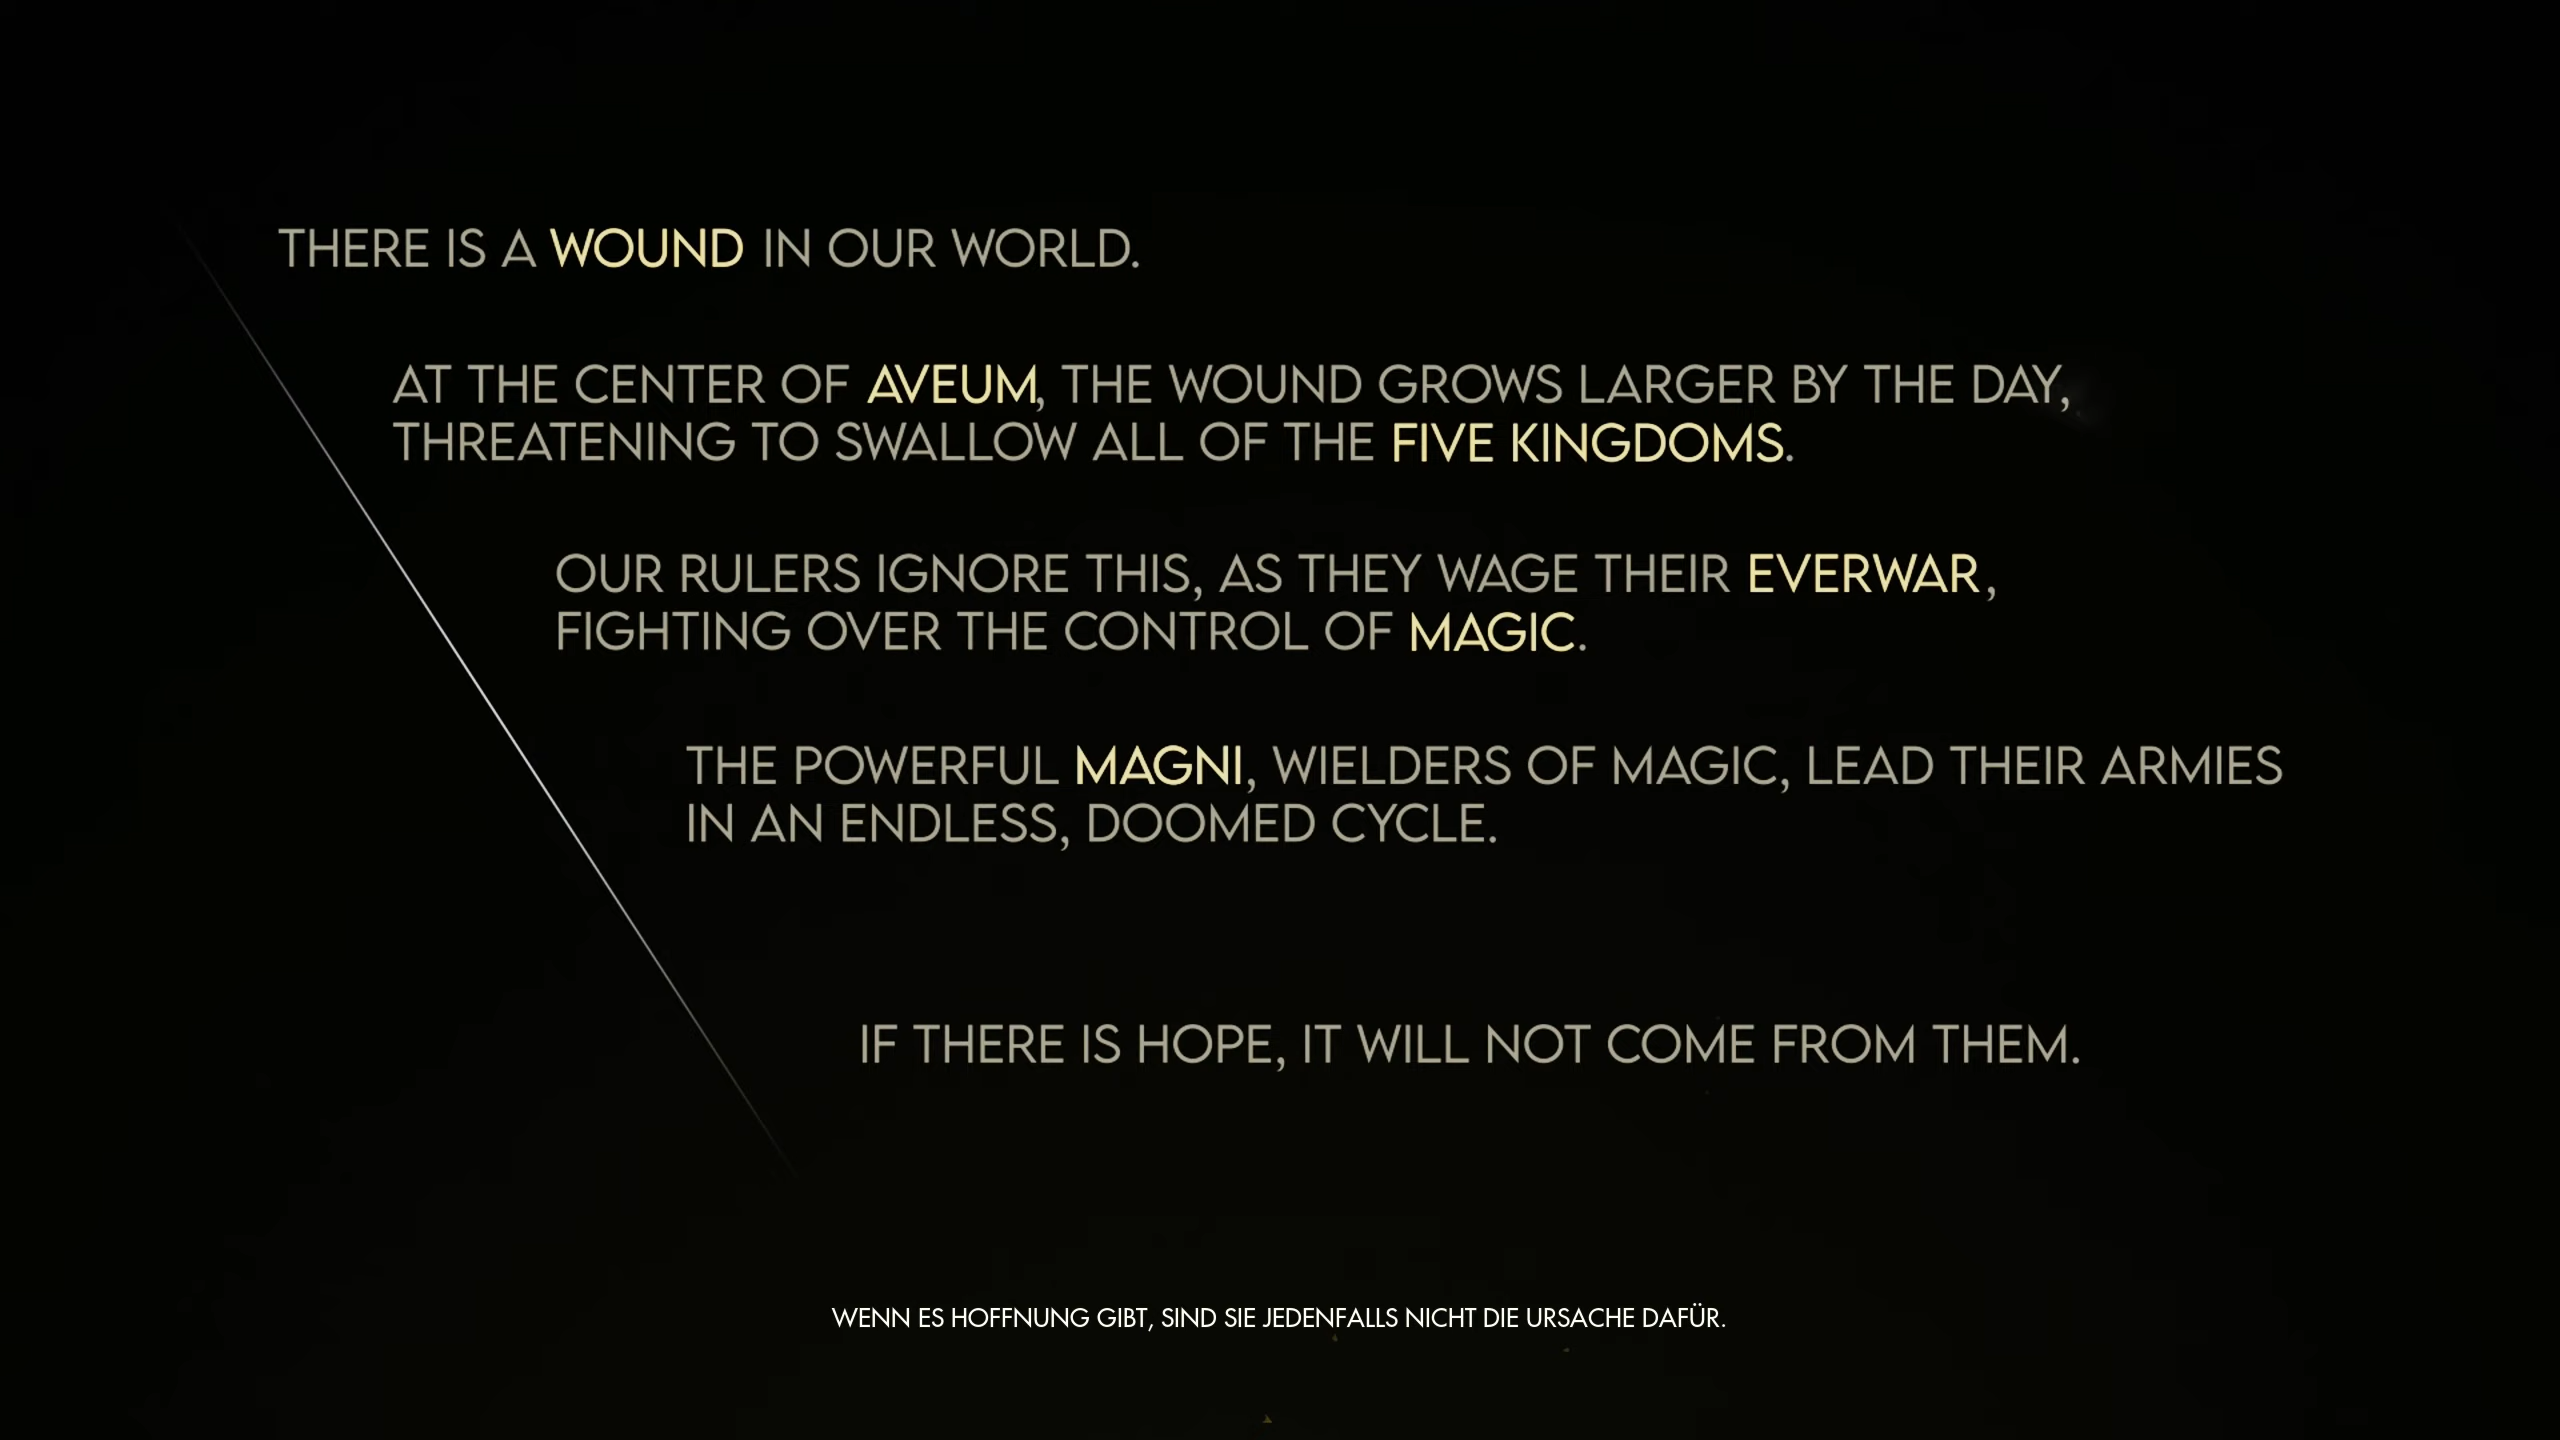 THERE IS A WOUND IN OUR WORLD.
AT THE CENTER OF AVEUM, THE WOUND GROWS LARGER BY THE DAY,
THREATENING TO SWALLOW ALL OF THE FIVE KINGDOMS.
OUR RULERS IGNORE THIS, AS THEY WAGE THEIR EVERWAR,
FIGHTING OVER THE CONTROL OF MAGIC.
THE POWERFUL MAGNI, WIELDERS OF MAGIC, LEAD THEIR ARMIES
IN AN ENDLESS, DOOMED CYCLE.
IF THERE IS HOPE, IT WILL NOT COME FROM THEM.
WENN ES HOFFNUNG GIBT, SIND SIE JEDENFALLS NICHT DIE URSACHE DAFÜR.